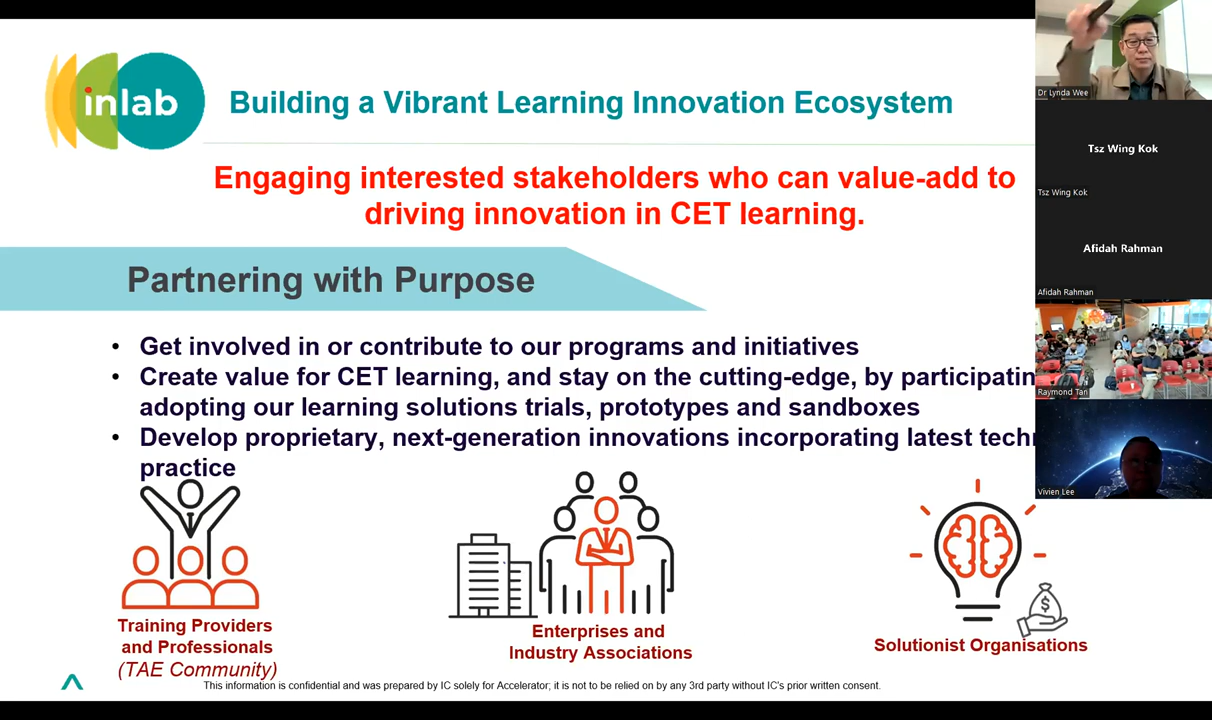 inlab
Building a Vibrant Learning Innovation Ecosystem
Engaging interested stakeholders who can value-add to
driving innovation in CET learning.
Partnering with Purpose
• Get involved in or contribute to our programs and initiatives
• Create value for CET learning, and stay on the cutting-edge, by participatin
adopting our learning solutions trials, prototypes and sandboxes
• Develop proprietary, next-generation innovations incorporating latest tech
practice
Training Providers
and Professionals
(TAE Community)
Enterprises and
Industry Associations
$
Solutionist Organisations
This information is confidential and was prepared by IC solely for Accelerator; it is not to be relied on by any 3rd party without IC's prior written consent.
Dr Lynda Wee
Tsz Wing Kok
Tsz Wing Kok
Afidah Rahman
Afidah Rahman
Raymond Tan
Vivien Lee